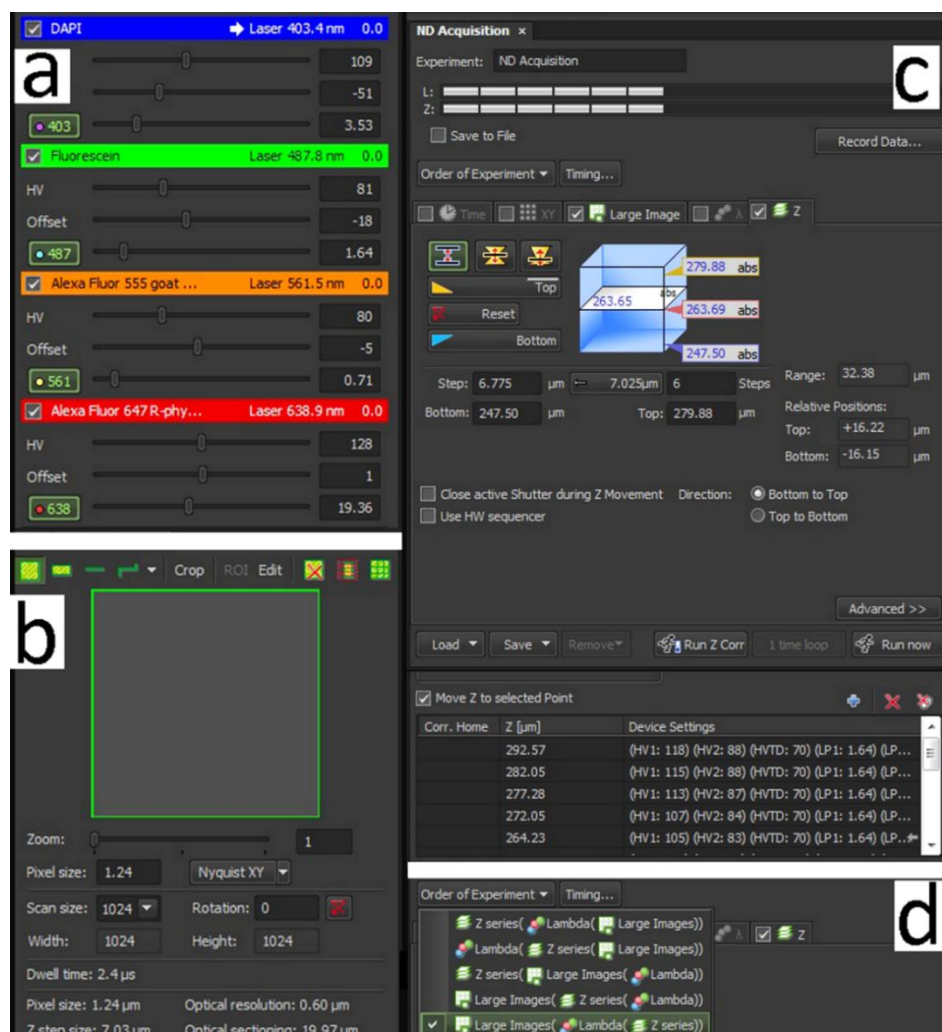 DAPI Laser 403.4 nm 0.0
a
109
-51
403 3.53
Fluorescein Laser 487.8 nm 0.0
HV 81
Offset -18
487 1.64
Alexa Fluor 555 goat ... Laser 561.5 nm 0.0
HV 80
Offset -5
561 0.71
Alexa Fluor 647 R-phy... Laser 638.9 nm 0.0
HV 128
Offset 1
638 19.36
b
Crop ROI Edit
Zoom: 1
Pixel size: 1.24 Nyquist XY
Scan size: 1024 Rotation: 0
Width: 1024 Height: 1024
Dwell time: 2.4 µs
Pixel size: 1.24 µm Optical resolution: 0.60 µm
Z step size: 7.03 µm Optical sectioning: 19.97 µm
c
ND Acquisition ×
Experiment: ND Acquisition
L:
Z:
Save to File
Record Data...
Order of Experiment Timing...
Time XY Large Image λ Z
Top
Reset
Bottom
279.88 abs
263.65 abs
263.69 abs
247.50 abs
Step: 6.775 µm 7.025µm 6 Steps Range: 32.38 µm
Bottom: 247.50 µm Top: 279.88 µm Relative Positions:
Top: +16.22 µm
Bottom: -16.15 µm
Close active Shutter during Z Movement Direction: Bottom to Top
Use HW sequencer Top to Bottom
Advanced >>
Load Save Remove Run Z Corr 1 time loop Run now
Move Z to selected Point
Corr. Home Z [µm] Device Settings
292.57 (HV1: 118) (HV2: 88) (HVTD: 70) (LP1: 1.64) (LP...
282.05 (HV1: 115) (HV2: 88) (HVTD: 70) (LP1: 1.64) (LP...
277.28 (HV1: 113) (HV2: 87) (HVTD: 70) (LP1: 1.64) (LP...
272.05 (HV1: 107) (HV2: 84) (HVTD: 70) (LP1: 1.64) (LP...
264.23 (HV1: 105) (HV2: 83) (HVTD: 70) (LP1: 1.64) (LP...
d
Order of Experiment Timing...
Z series( Lambda( Large Images))
Lambda( Z series( Large Images))
Z series( Large Images( Lambda))
Large Images( Z series( Lambda))
Large Images( Lambda( Z series))
λ Z